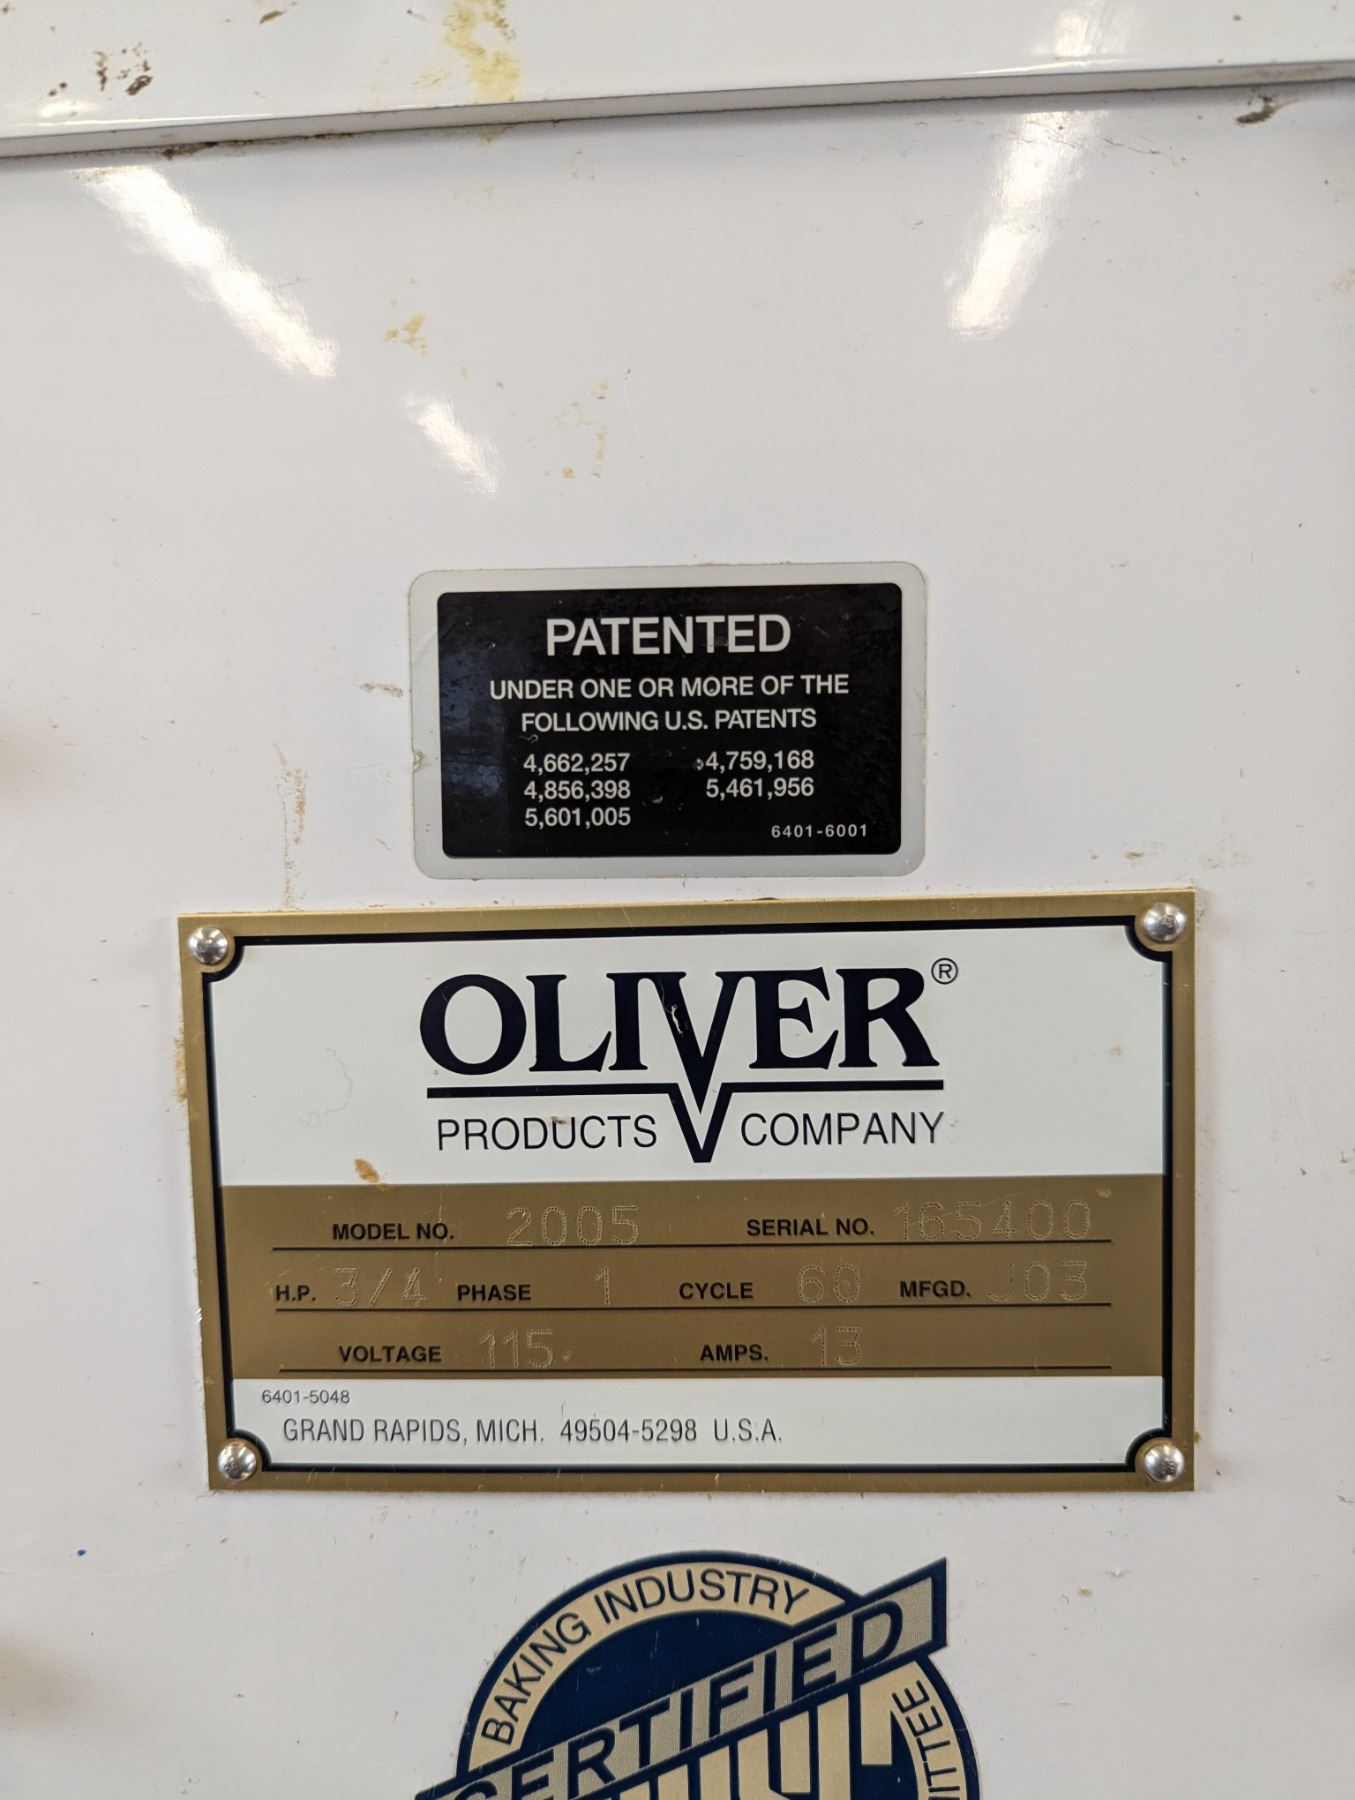 PATENTED
UNDER ONE OR MORE OF THE
FOLLOWING U.S. PATENTS
4,662,257 4,759,168
4,856,398 5,461,956
5,601,005
6401-6001
OLIVER®
PRODUCTS COMPANY
MODEL NO. 2005 SERIAL NO. 165400
H.P. 3/4 PHASE 1 CYCLE 60 MFGD. J03
VOLTAGE 115 AMPS. 13
6401-5048
GRAND RAPIDS, MICH. 49504-5298 U.S.A.
BAKING INDUSTRY
CERTIFIED